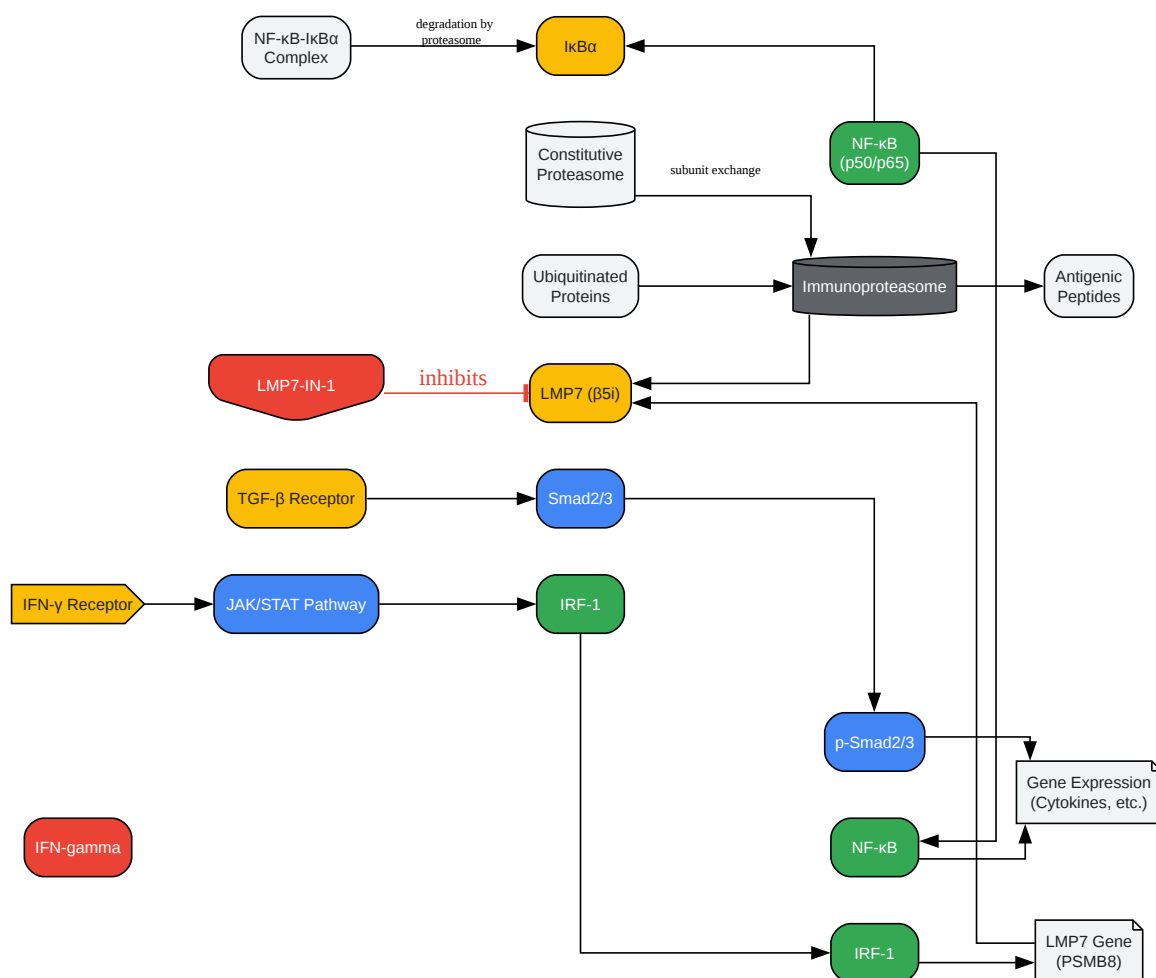 NF-κB-IκBα
Complex
degradation by
proteasome
IκBα
NF-κB
(p50/p65)
Constitutive
Proteasome
subunit exchange
Ubiquitinated
Proteins
Immunoproteasome
Antigenic
Peptides
LMP7-IN-1
inhibits
LMP7 (β5i)
TGF-β Receptor
Smad2/3
IFN-γ Receptor
JAK/STAT Pathway
IRF-1
p-Smad2/3
Gene Expression
(Cytokines, etc.)
IFN-gamma
NF-κB
IRF-1
LMP7 Gene
(PSMB8)